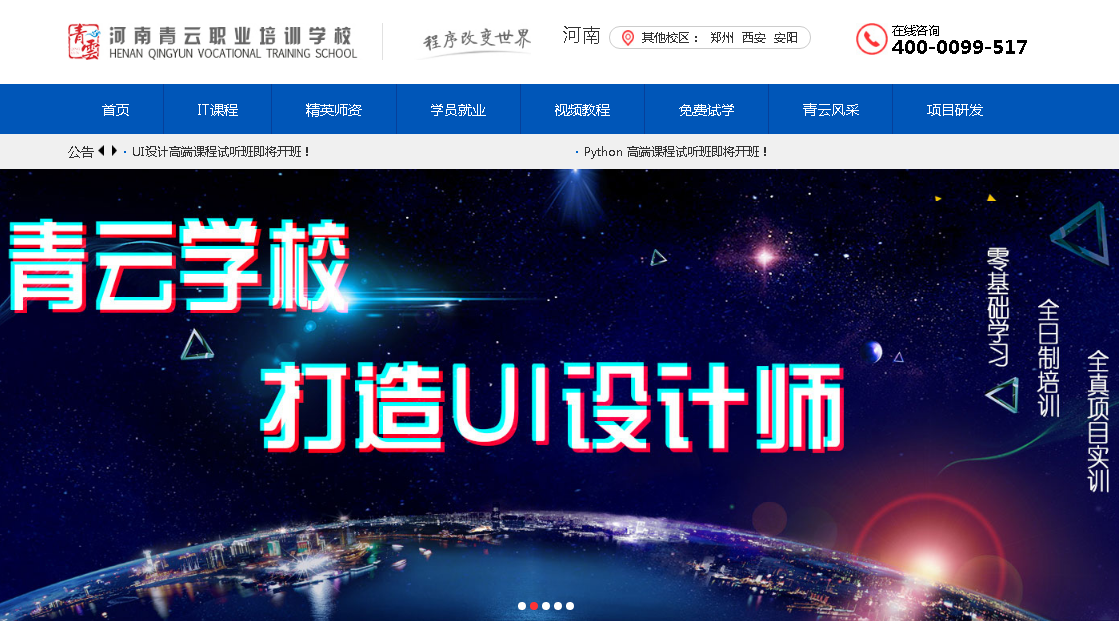 青云
河南青云职业培训学校
HENAN QINGYUN VOCATIONAL TRAINING SCHOOL
程序改变世界
河南
其他校区： 郑州 西安 安阳
在线咨询
400-0099-517
首页 IT课程 精英师资 学员就业 视频教程 免费试学 青云风采 项目研发
公告 · UI设计高端课程试听班即将开班！ · Python 高端课程试听班即将开班！
青云学校
打造UI设计师
零基础学习
全日制培训
全真项目实训